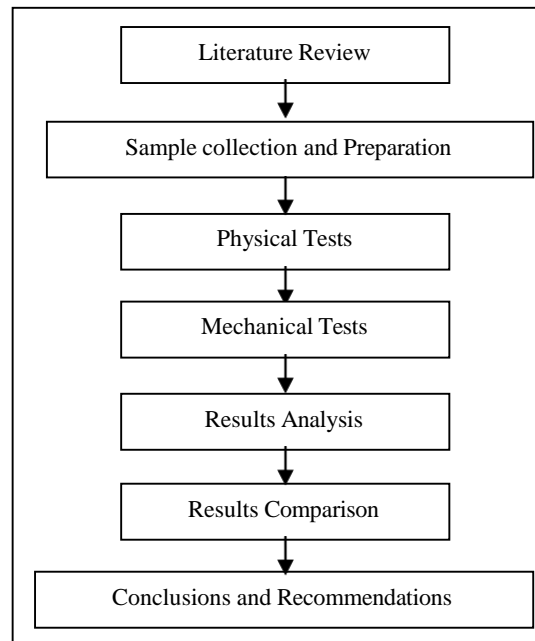 Literature Review
Sample collection and Preparation
Physical Tests
Mechanical Tests
Results Analysis
Results Comparison
Conclusions and Recommendations